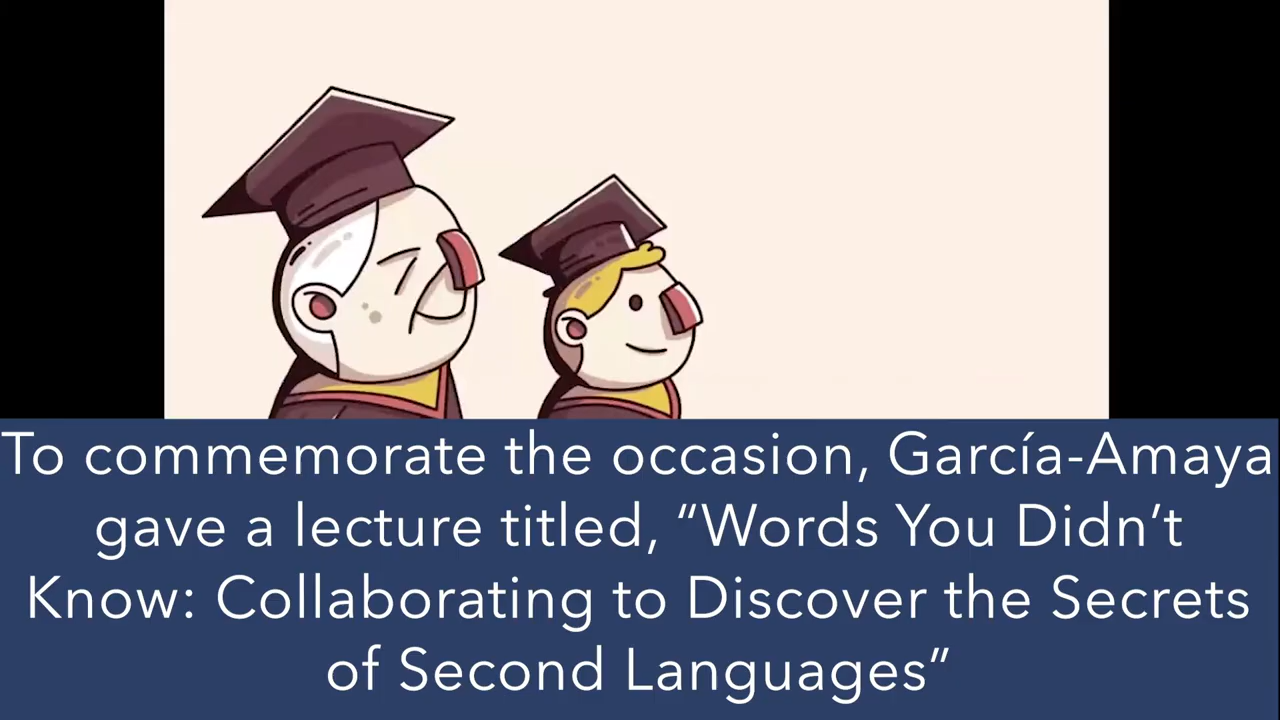 To commemorate the occasion, García-Amaya
gave a lecture titled, “Words You Didn’t
Know: Collaborating to Discover the Secrets
of Second Languages”